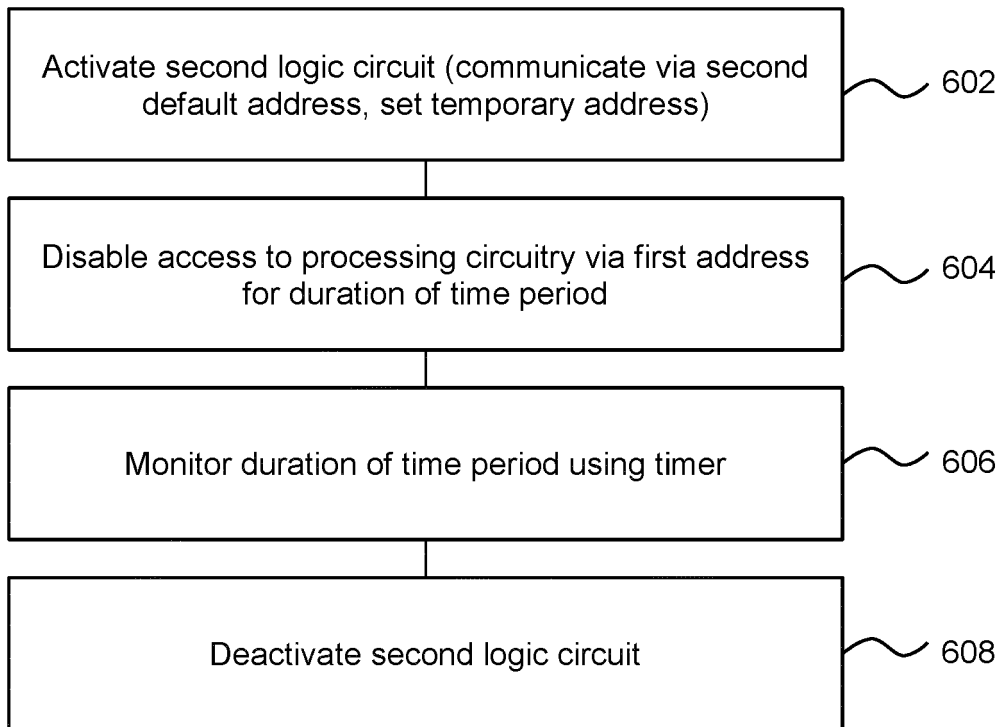 Activate second logic circuit (communicate via second
default address, set temporary address)
602
Disable access to processing circuitry via first address
for duration of time period
604
Monitor duration of time period using timer
606
Deactivate second logic circuit
608